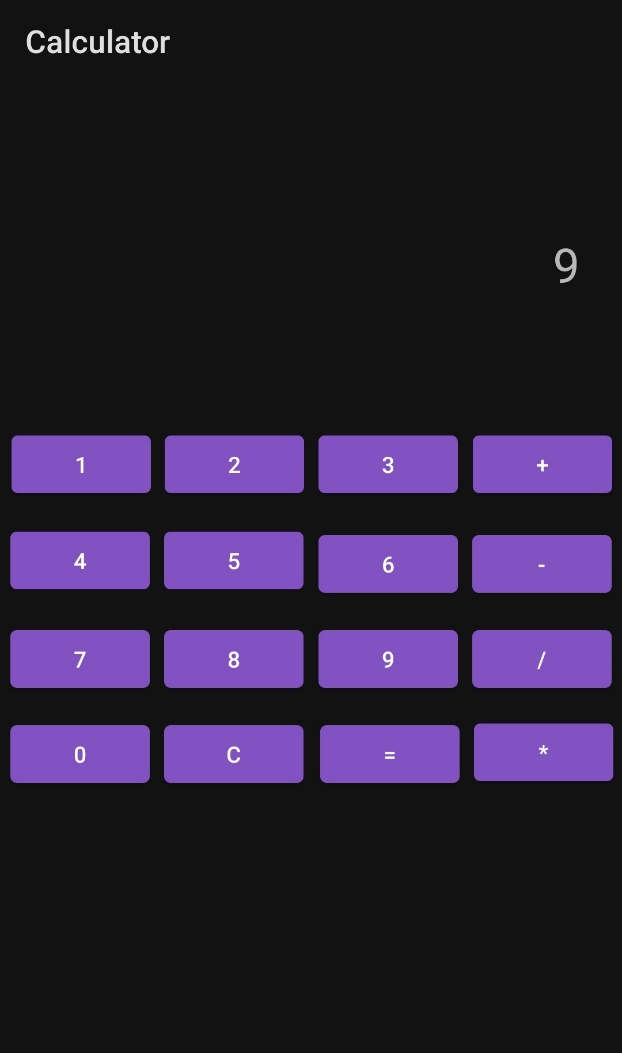 Calculator
9
1 2 3 +
4 5 6 -
7 8 9 /
0 C = *